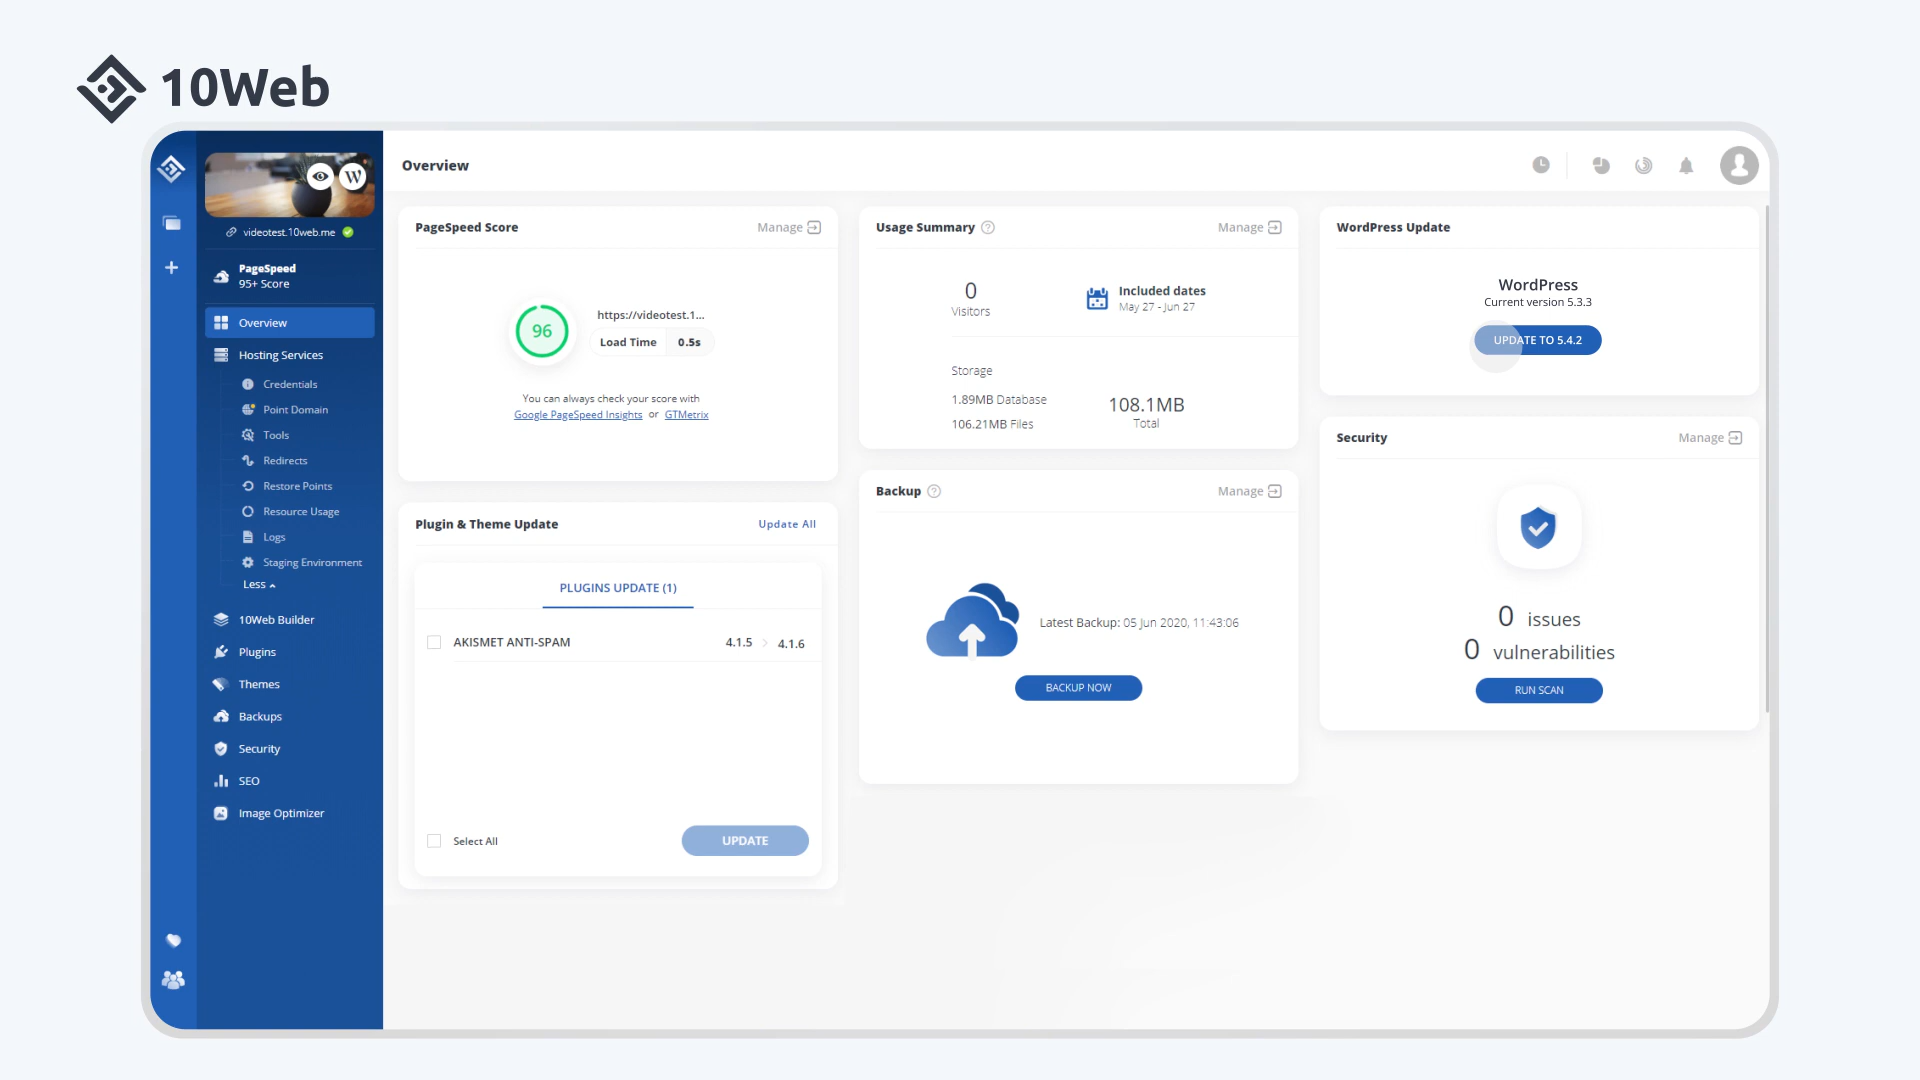 10Web
videotest.10web.me
PageSpeed
95+ Score
Overview
Hosting Services
Credentials
Point Domain
Tools
Redirects
Restore Points
Resource Usage
Logs
Staging Environment
Less
10Web Builder
Plugins
Themes
Backups
Security
SEO
Image Optimizer
Overview
PageSpeed Score
Manage
96
https://videotest.1...
Load Time 0.5s
You can always check your score with
Google PageSpeed Insights or GTMetrix
Plugin & Theme Update
Update All
PLUGINS UPDATE (1)
AKISMET ANTI-SPAM 4.1.5 > 4.1.6
Select All
UPDATE
Usage Summary ?
Manage
0
Visitors
Included dates
May 27 - Jun 27
Storage
1.89MB Database
106.21MB Files
108.1MB
Total
Backup ?
Manage
Latest Backup: 05 Jun 2020, 11:43:06
BACKUP NOW
WordPress Update
WordPress
Current version 5.3.3
UPDATE TO 5.4.2
Security
Manage
0 issues
0 vulnerabilities
RUN SCAN